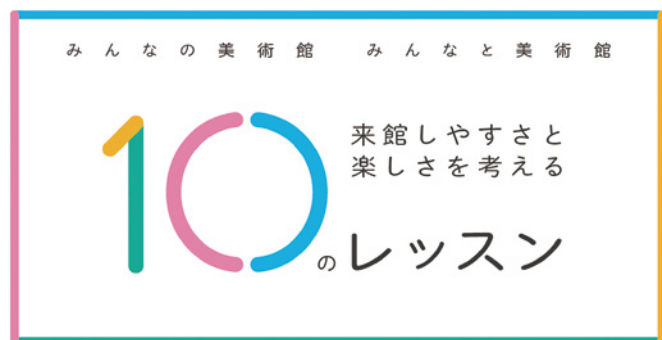 みんなの美術館 みんなと美術館
来館しやすさと
楽しさを考える
10のレッスン